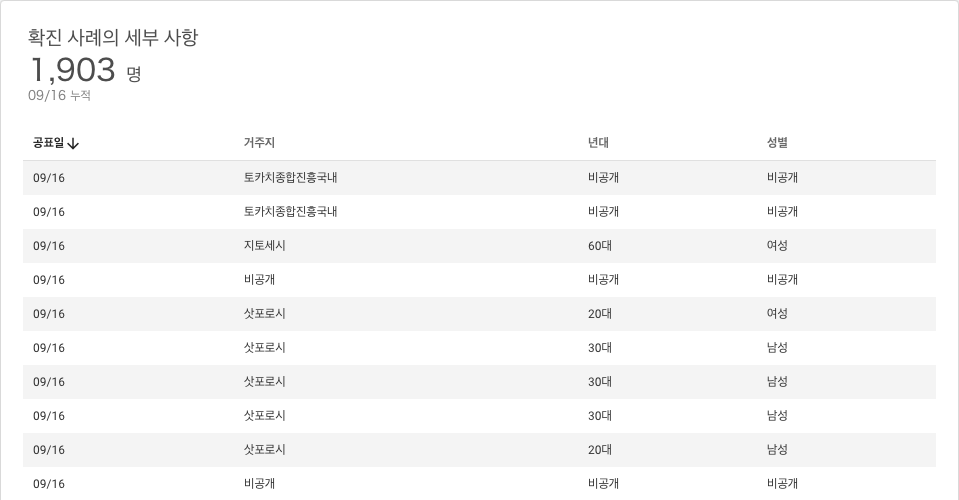 확진 사례의 세부 사항
1,903 명
09/16 누적
공표일↓ 거주지 년대 성별
09/16 토카치종합진흥국내 비공개 비공개
09/16 토카치종합진흥국내 비공개 비공개
09/16 지토세시 60대 여성
09/16 비공개 비공개 비공개
09/16 삿포로시 20대 여성
09/16 삿포로시 30대 남성
09/16 삿포로시 30대 남성
09/16 삿포로시 30대 남성
09/16 삿포로시 20대 남성
09/16 비공개 비공개 비공개